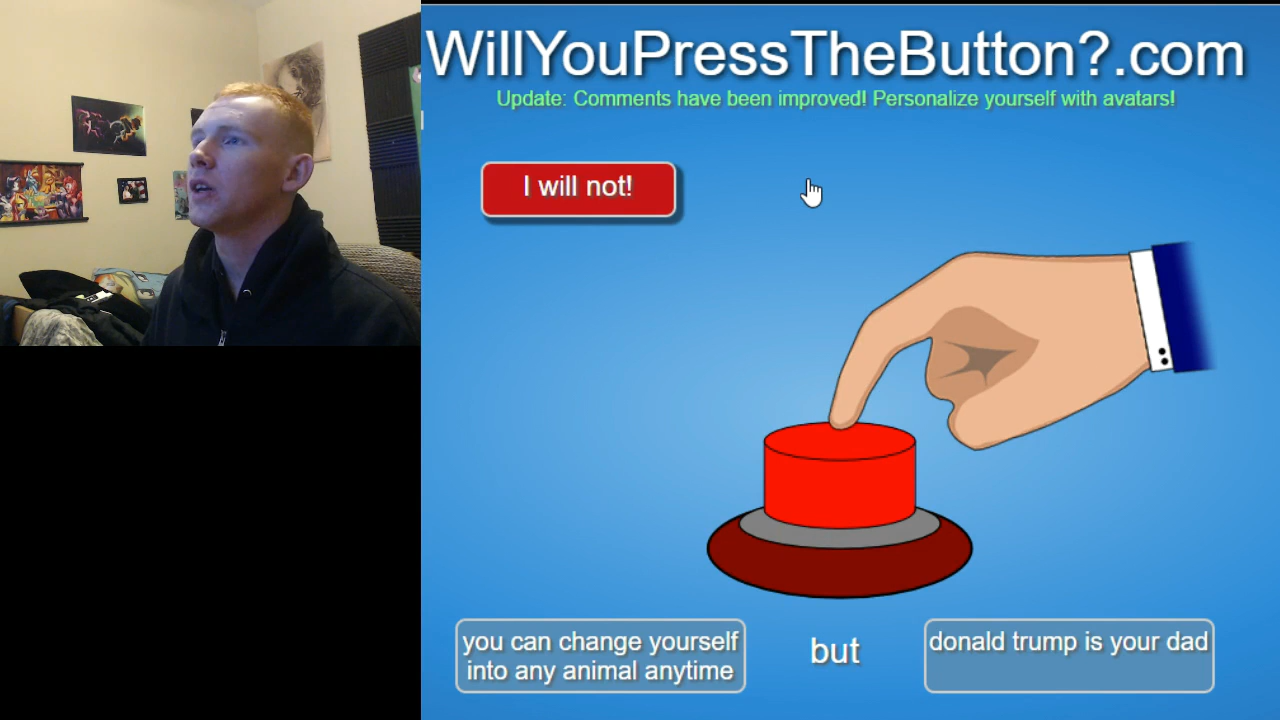 WillYouPressTheButton?.com
Update: Comments have been improved! Personalize yourself with avatars!
I will not!
you can change yourself
into any animal anytime
but
donald trump is your dad